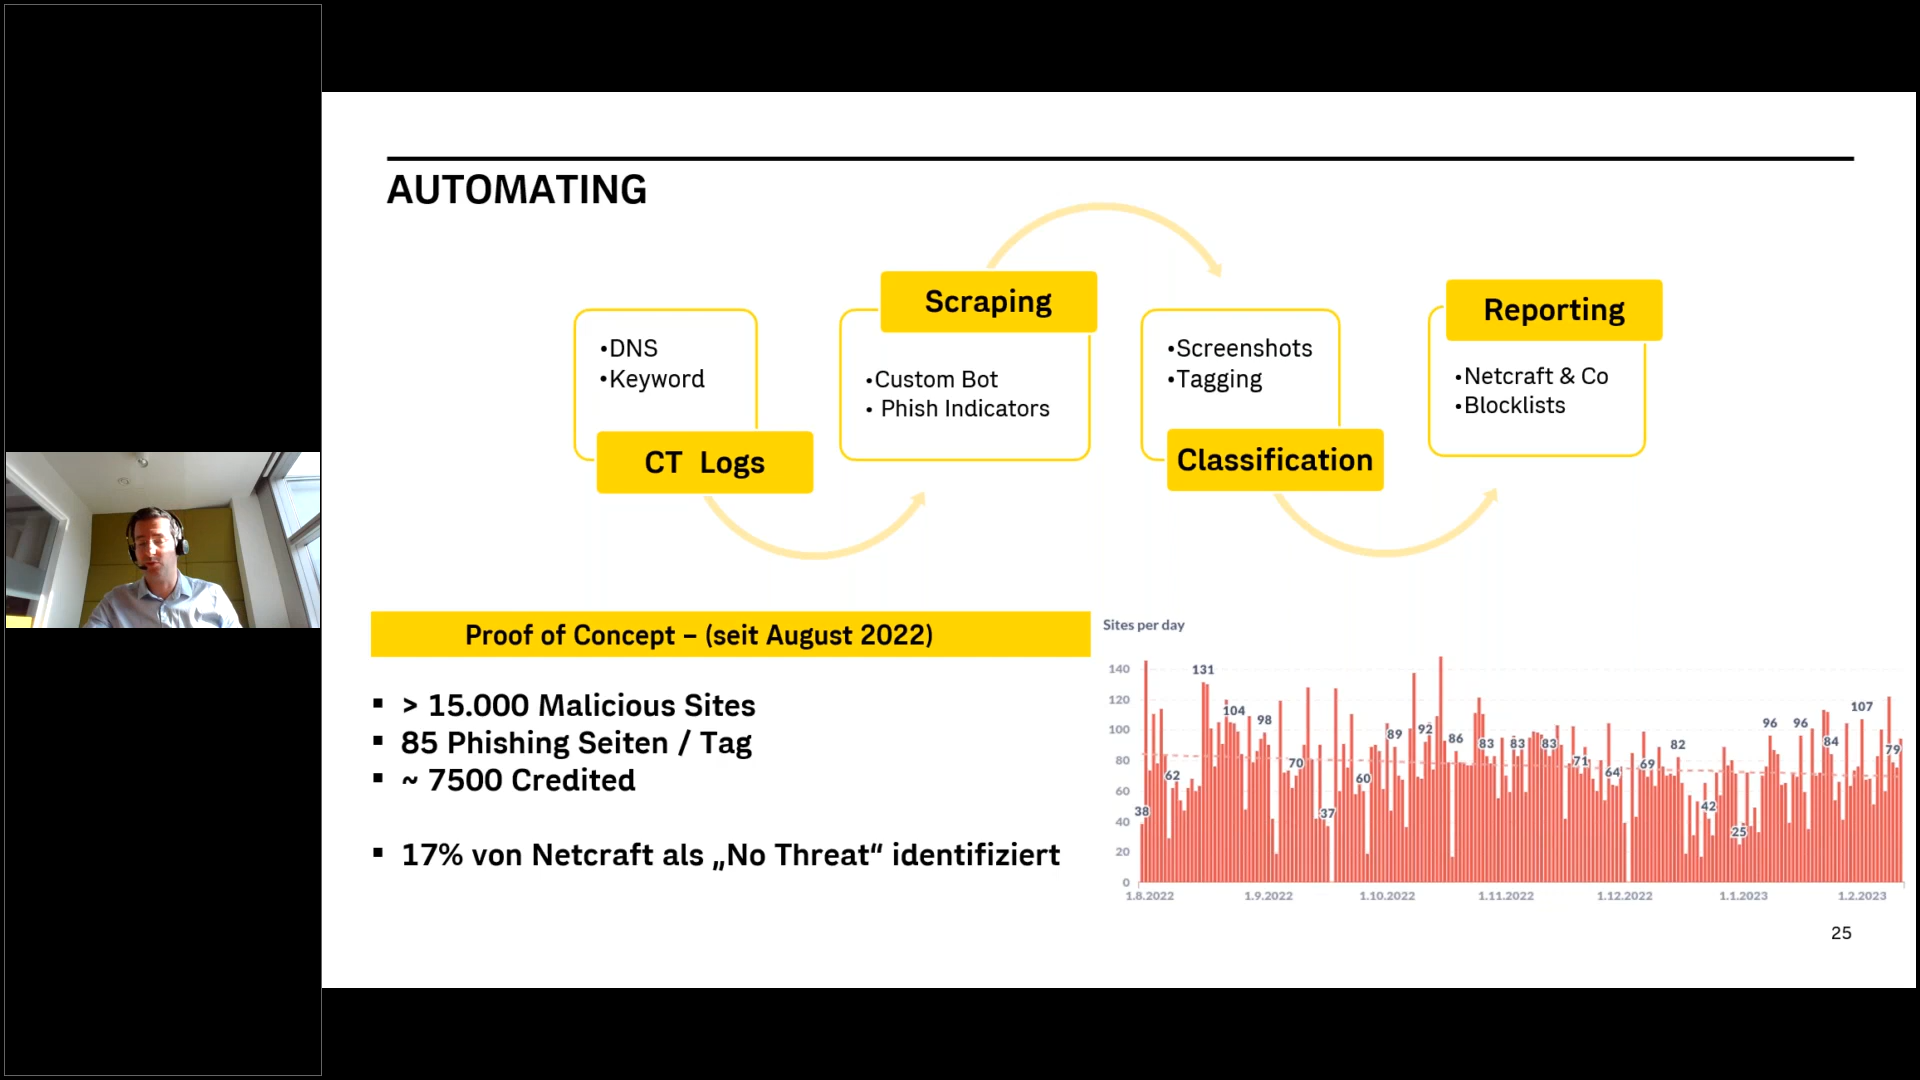 AUTOMATING
•DNS
•Keyword
CT Logs
Scraping
•Custom Bot
• Phish Indicators
•Screenshots
•Tagging
Classification
Reporting
•Netcraft & Co
•Blocklists
Proof of Concept – (seit August 2022)
▪ > 15.000 Malicious Sites
▪ 85 Phishing Seiten / Tag
▪ ~ 7500 Credited
▪ 17% von Netcraft als „No Threat“ identifiziert
Sites per day
140
120
100
80
60
40
20
0
38
62
131
104
98
70
37
60
89
92
86
83
83
83
71
64
69
82
42
25
96
96
84
107
79
1.8.2022
1.9.2022
1.10.2022
1.11.2022
1.12.2022
1.1.2023
1.2.2023
25